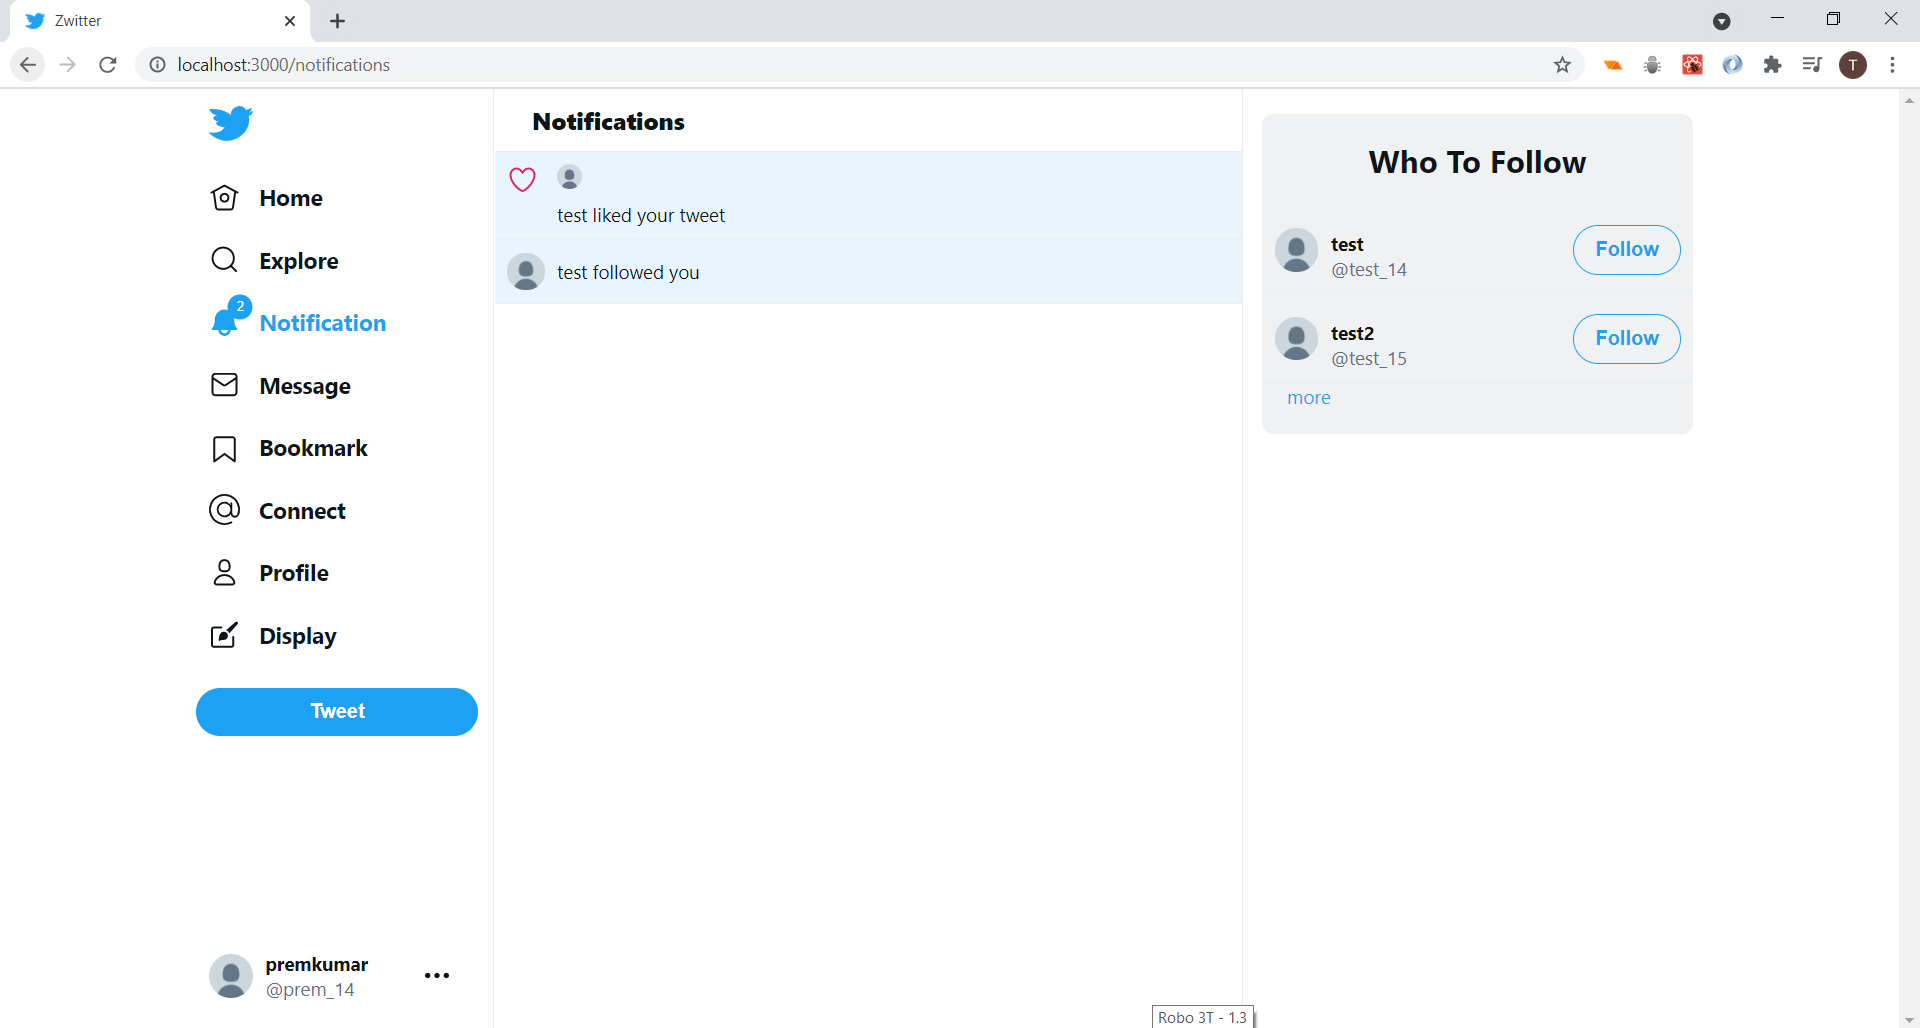 Zwitter
localhost:3000/notifications
T
Home
Explore
2
Notification
Message
Bookmark
Connect
Profile
Display
Tweet
premkumar
@prem_14
Notifications
test liked your tweet
test followed you
Who To Follow
test
@test_14
Follow
test2
@test_15
Follow
more
Robo 3T - 1.3